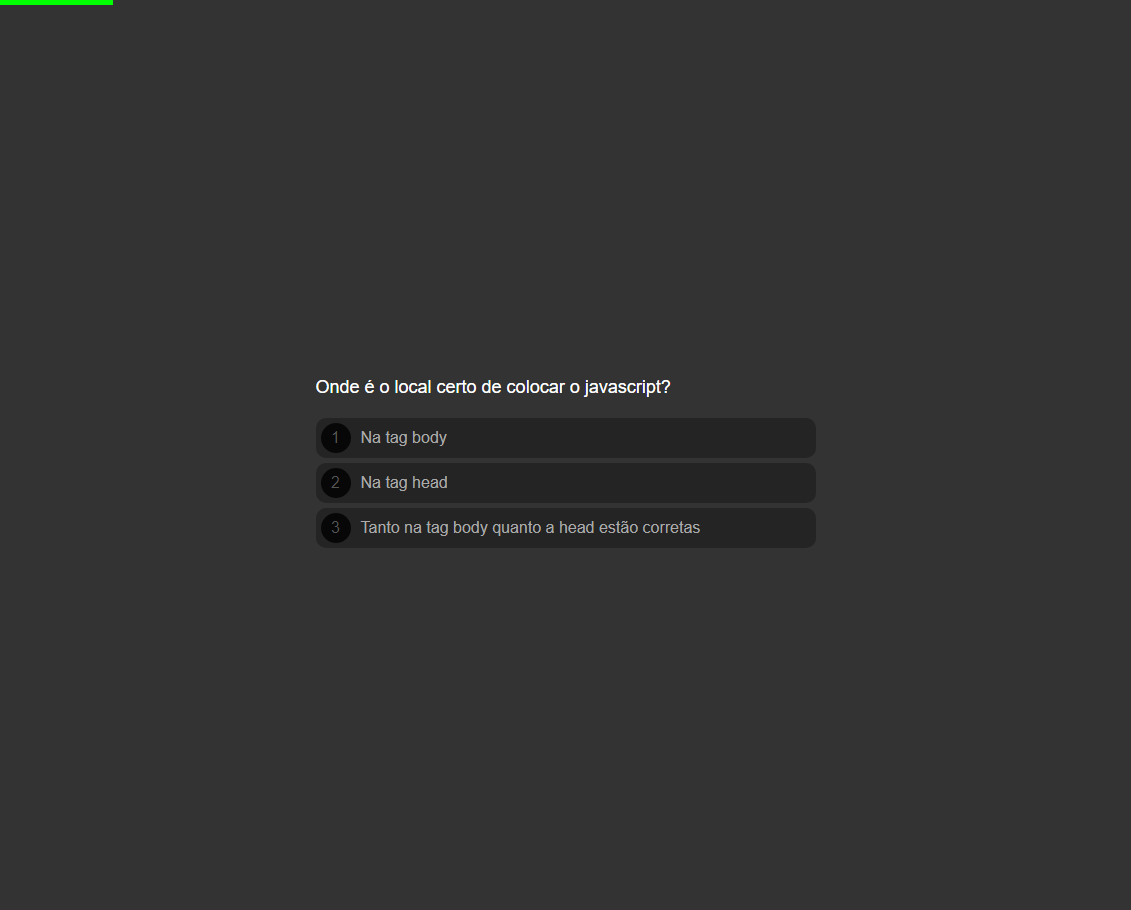 Onde é o local certo de colocar o javascript?
1 Na tag body
2 Na tag head
3 Tanto na tag body quanto a head estão corretas